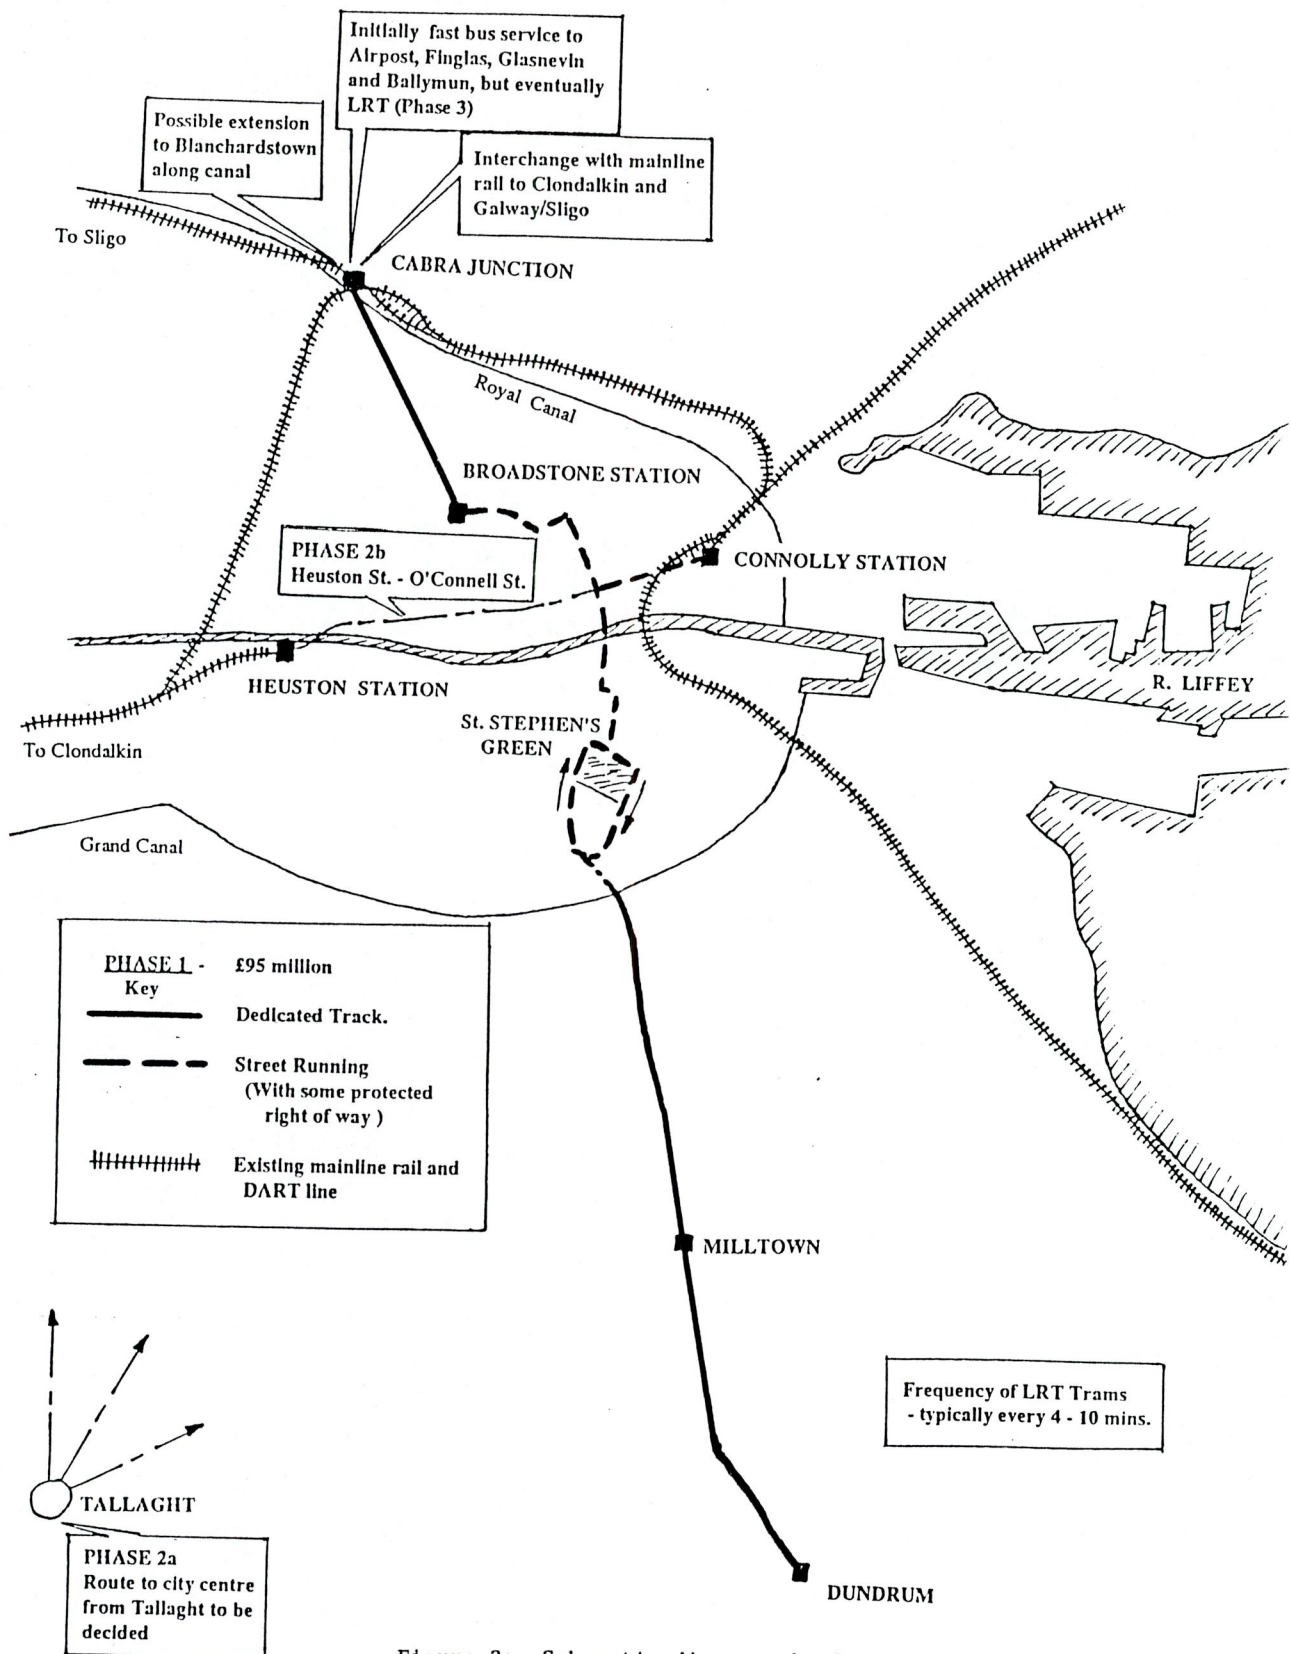 Initially fast bus service to
Airpost, Finglas, Glasnevin
and Ballymun, but eventually
LRT (Phase 3)
Possible extension
to Blanchardstown
along canal
Interchange with mainline
rail to Clondalkin and
Galway/Sligo
To Sligo
CABRA JUNCTION
Royal Canal
BROADSTONE STATION
PHASE 2b
Heuston St. - O'Connell St.
CONNOLLY STATION
HEUSTON STATION
R. LIFFEY
To Clondalkin
St. STEPHEN'S
GREEN
Grand Canal
PHASE 1 - £95 million
Key
Dedicated Track.
Street Running
(With some protected
right of way )
Existing mainline rail and
DART line
MILLTOWN
Frequency of LRT Trams
- typically every 4 - 10 mins.
TALLAGHT
PHASE 2a
Route to city centre
from Tallaght to be
decided
DUNDRUM